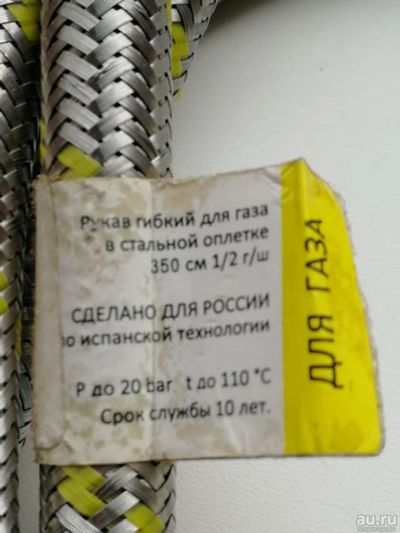 Рукав гибкий для газа
в стальной оплетке
350 см 1/2 г/ш
СДЕЛАНО ДЛЯ РОССИИ
по испанской технологии
P до 20 bar t до 110 °C
Срок службы 10 лет.
ДЛЯ ГАЗА
au.ru